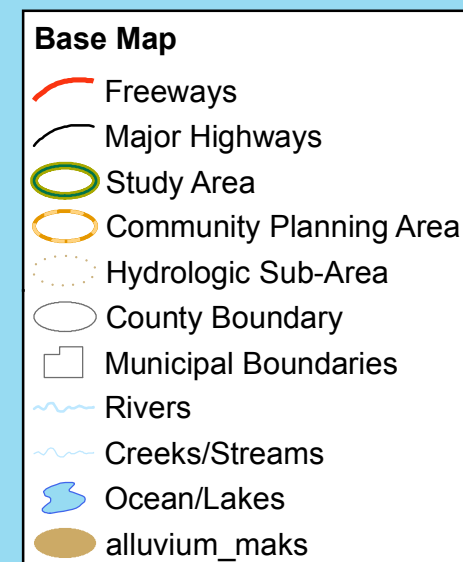 Base Map
Freeways
Major Highways
Study Area
Community Planning Area
Hydrologic Sub-Area
County Boundary
Municipal Boundaries
Rivers
Creeks/Streams
Ocean/Lakes
alluvium_maks